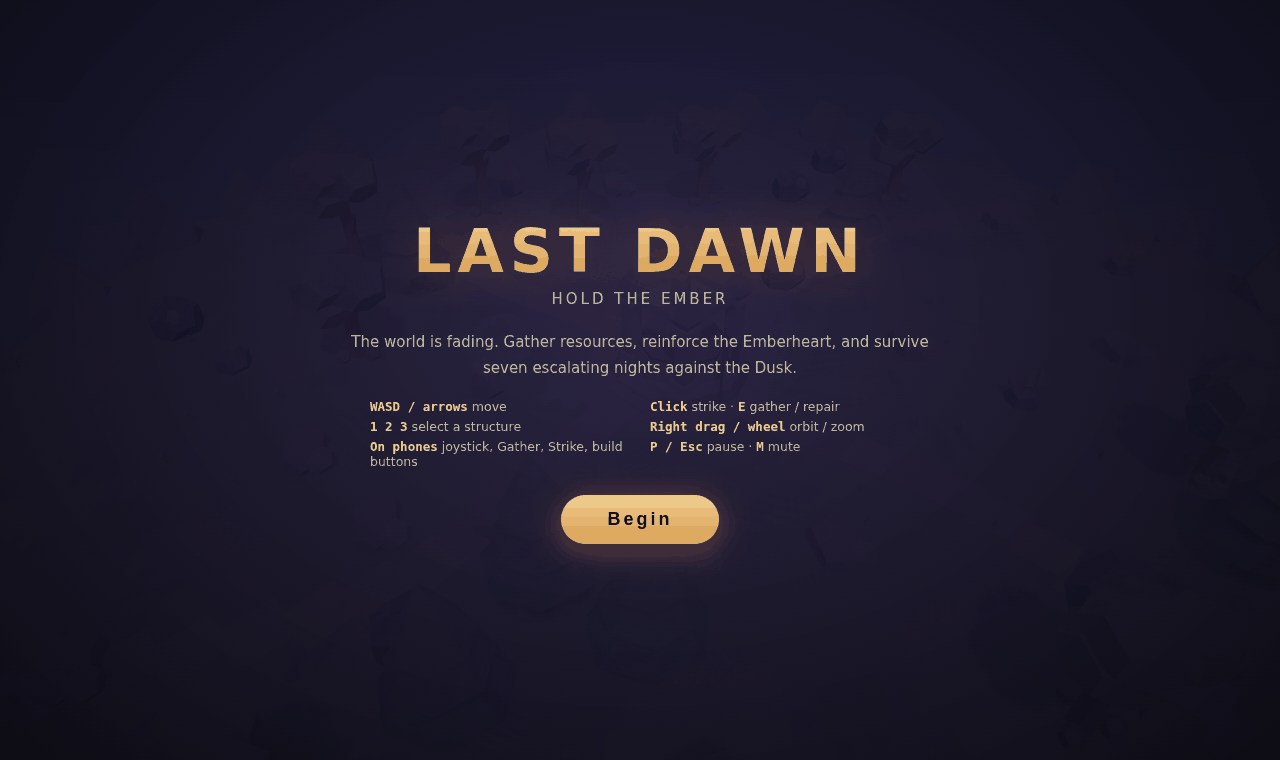 LAST DAWN
HOLD THE EMBER
The world is fading. Gather resources, reinforce the Emberheart, and survive
seven escalating nights against the Dusk.
WASD / arrows move
Click strike · E gather / repair
1 2 3 select a structure
Right drag / wheel orbit / zoom
On phones joystick, Gather, Strike, build
buttons
P / Esc pause · M mute
Begin